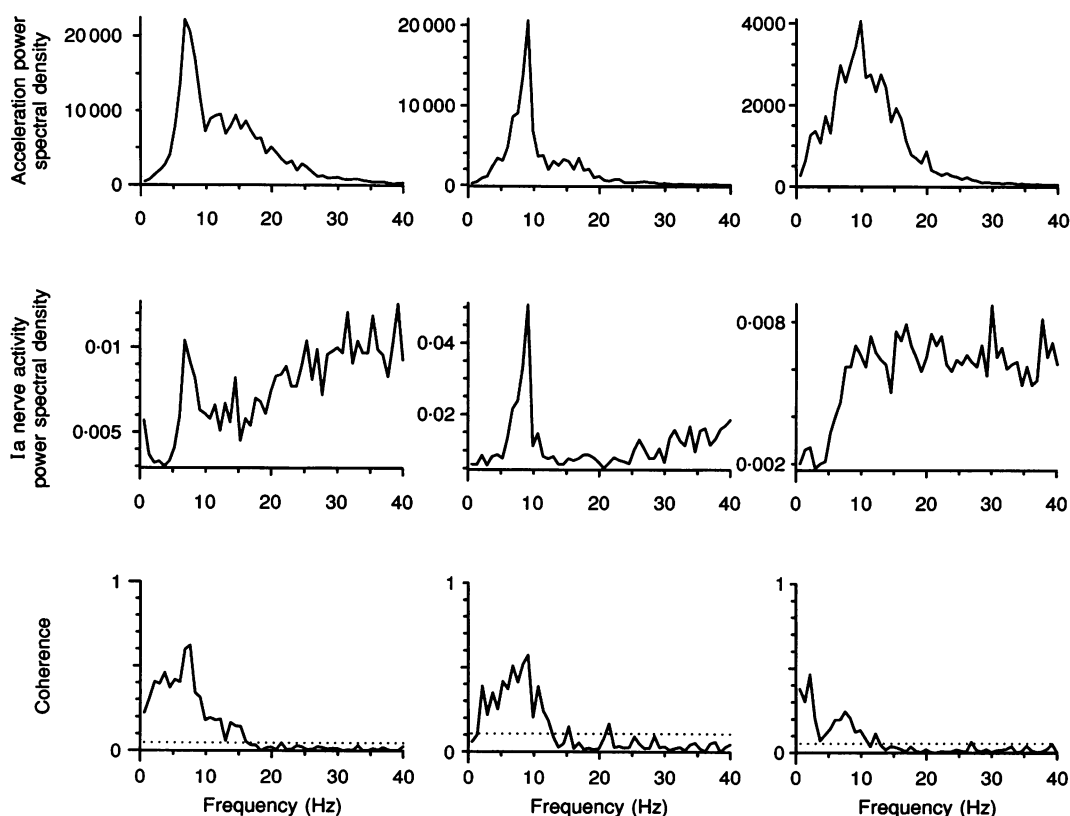 Acceleration power
spectral density
20 000
10 000
0
0 10 20 30 40
20 000
10 000
0
0 10 20 30 40
4000
2000
0
0 10 20 30 40
Ia nerve activity
power spectral density
0·01
0·005
0 10 20 30 40
0·04
0·02
0 10 20 30 40
0·008
0·002
0 10 20 30 40
Coherence
1
0
0 10 20 30 40
Frequency (Hz)
1
0
0 10 20 30 40
Frequency (Hz)
1
0
0 10 20 30 40
Frequency (Hz)